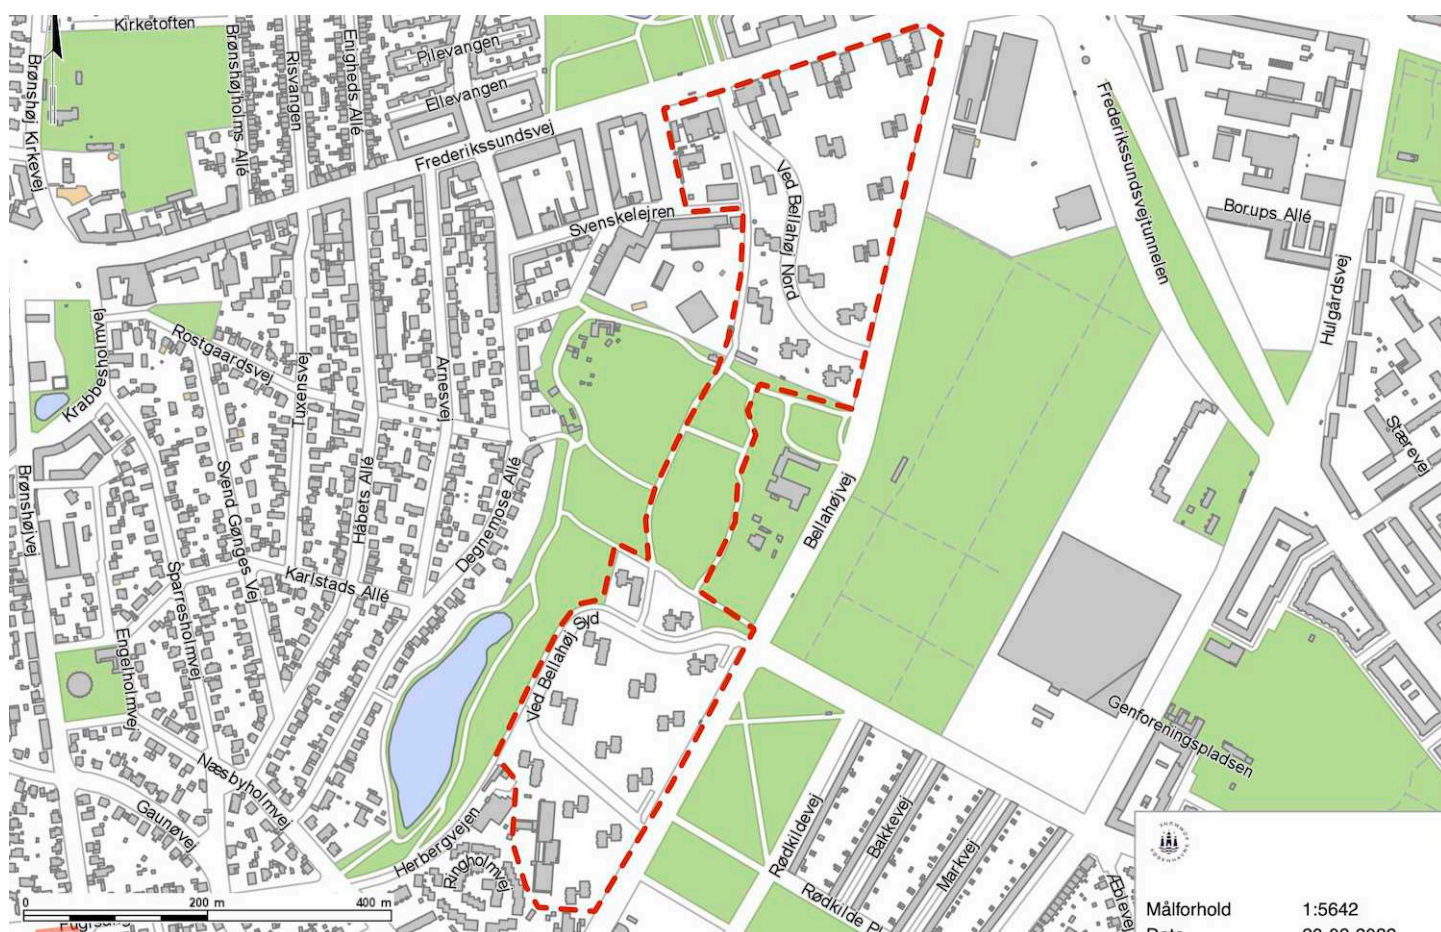 Kirketoften
Brønshøj Kirkevej
Brønshøjholms Allé
Risvangen
Enigheds Allé
Pilevangen
Ellevangen
Frederikssundsvej
Svenskelejren
Ved Bellahøj Nord
Frederikssundsvejtunnelen
Borups Allé
Hulgårdsvej
Stærevej
Krabbesholmvej
Rostgaardsvej
Tuxensvej
Arnesvej
Håbets Allé
Degnemose Allé
Svend Gønges Vej
Brønshøjvej
Sparresholmvej
Karlstads Allé
Engelholmvej
Bellahøjvej
Ved Bellahøj Syd
Næsbyholmvej
Gaunøvej
Herbergvejen
Ringholmvej
Genforeningspladsen
Rødkildevej
Bakkevej
Markvej
Æblevej
0 200 m 400 m
Målforhold 1:5642